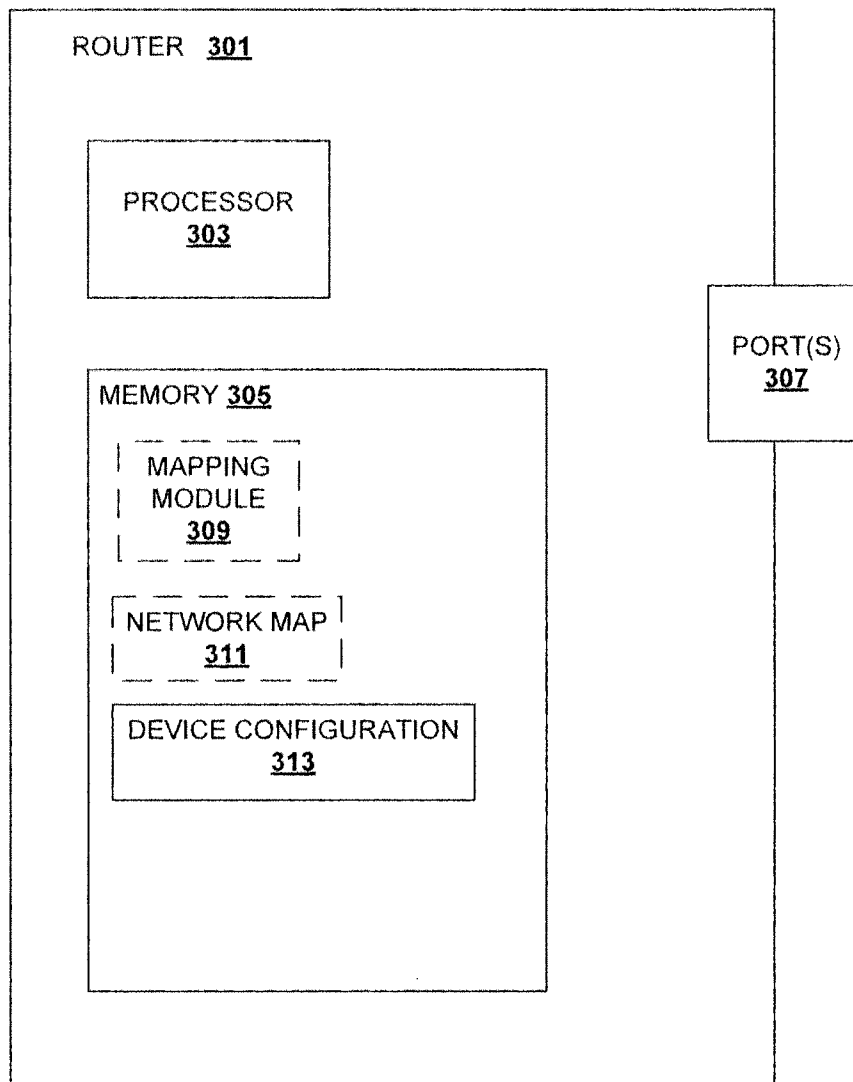 ROUTER 301
PROCESSOR
303
PORT(S)
307
MEMORY 305
MAPPING
MODULE
309
NETWORK MAP
311
DEVICE CONFIGURATION
313